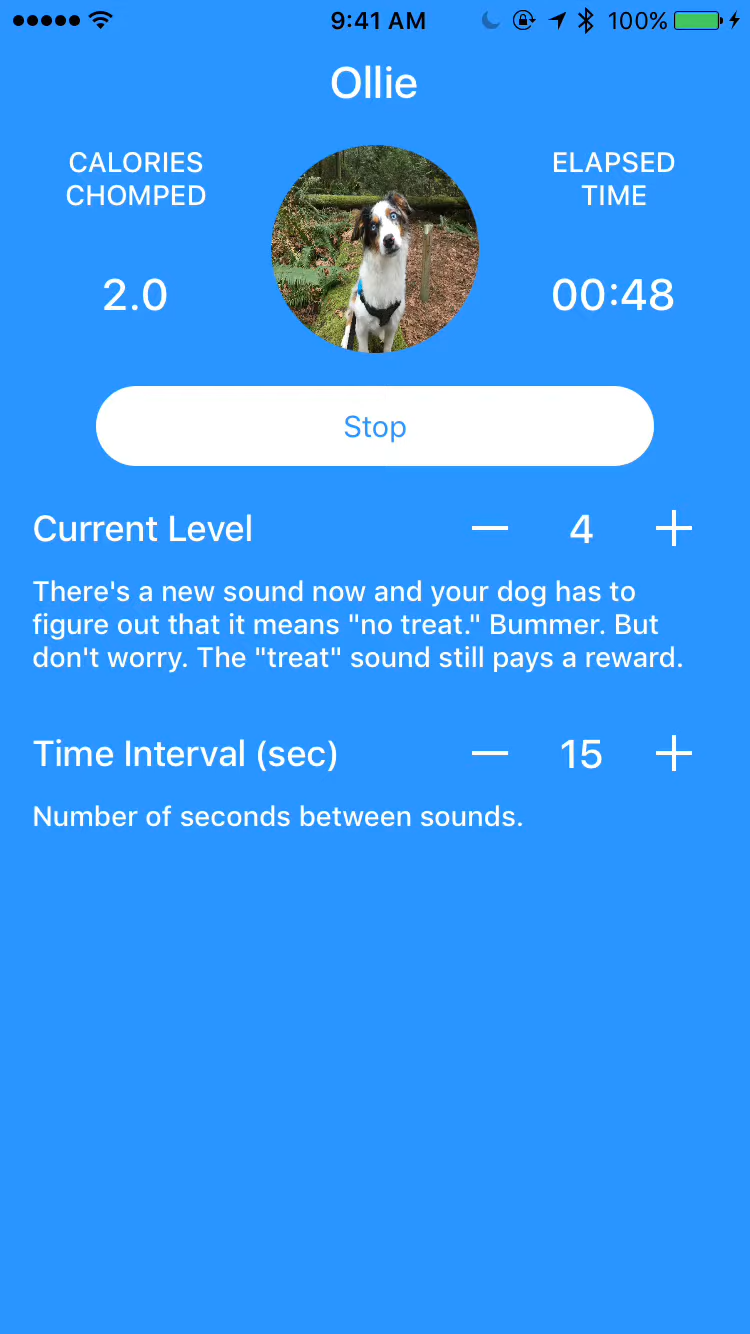 9:41 AM
100%
Ollie
CALORIES
CHOMPED
2.0
ELAPSED
TIME
00:48
Stop
Current Level
4
There's a new sound now and your dog has to
figure out that it means "no treat." Bummer. But
don't worry. The "treat" sound still pays a reward.
Time Interval (sec)
15
Number of seconds between sounds.